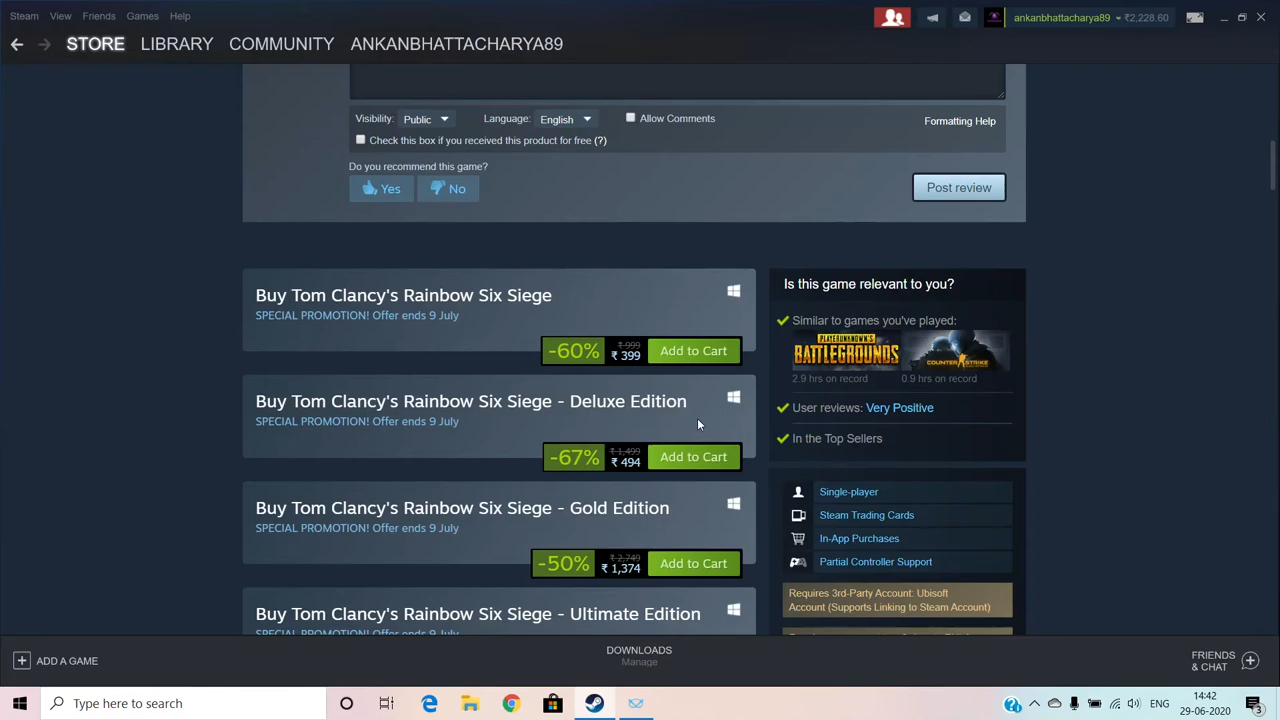 Steam View Friends Games Help ankanbhattacharya89 ₹2,228.60
STORE LIBRARY COMMUNITY ANKANBHATTACHARYA89
Visibility: Public Language: English Allow Comments Formatting Help
Check this box if you received this product for free (?)
Do you recommend this game?
Yes No Post review
Buy Tom Clancy's Rainbow Six Siege
SPECIAL PROMOTION! Offer ends 9 July
-60% ₹ 999 ₹ 399 Add to Cart
Buy Tom Clancy's Rainbow Six Siege - Deluxe Edition
SPECIAL PROMOTION! Offer ends 9 July
-67% ₹ 1,499 ₹ 494 Add to Cart
Buy Tom Clancy's Rainbow Six Siege - Gold Edition
SPECIAL PROMOTION! Offer ends 9 July
-50% ₹ 2,749 ₹ 1,374 Add to Cart
Buy Tom Clancy's Rainbow Six Siege - Ultimate Edition
Is this game relevant to you?
Similar to games you've played:
PLAYERUNKNOWN'S BATTLEGROUNDS COUNTER STRIKE
2.9 hrs on record 0.9 hrs on record
User reviews: Very Positive
In the Top Sellers
Single-player
Steam Trading Cards
In-App Purchases
Partial Controller Support
Requires 3rd-Party Account: Ubisoft
Account (Supports Linking to Steam Account)
ADD A GAME
DOWNLOADS
Manage
FRIENDS
& CHAT
Type here to search
ENG
14:42
29-06-2020
3